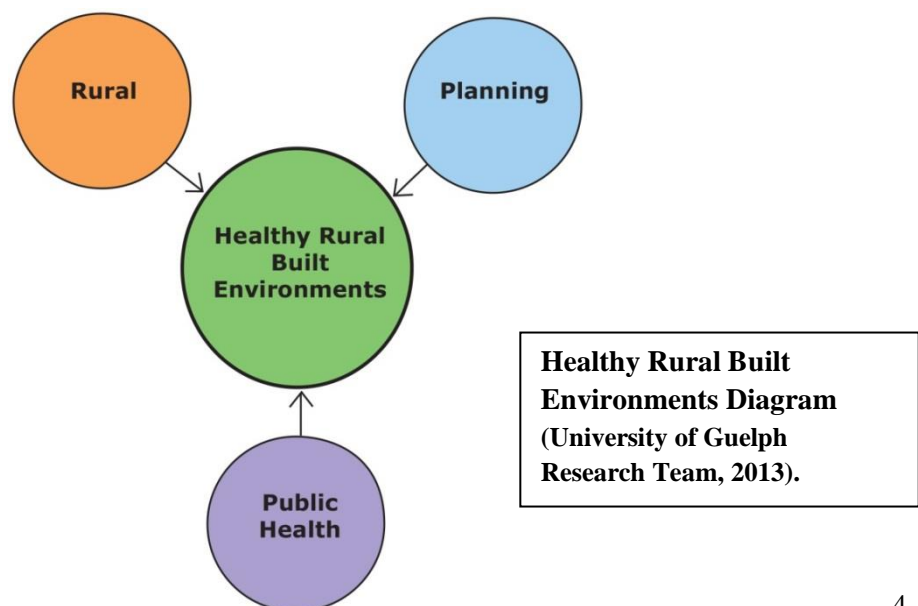 Rural
Planning
Healthy Rural
Built
Environments
Healthy Rural Built
Environments Diagram
(University of Guelph
Research Team, 2013).
Public
Health
4